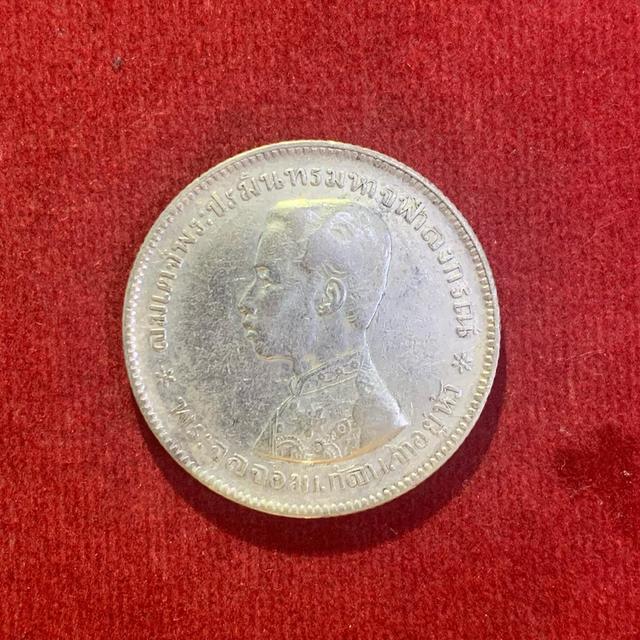 สมเด็จพระปรมินทรมหาจุฬาลงกรณ์
พระจุลจอมเกล้าเจ้าอยู่หัว